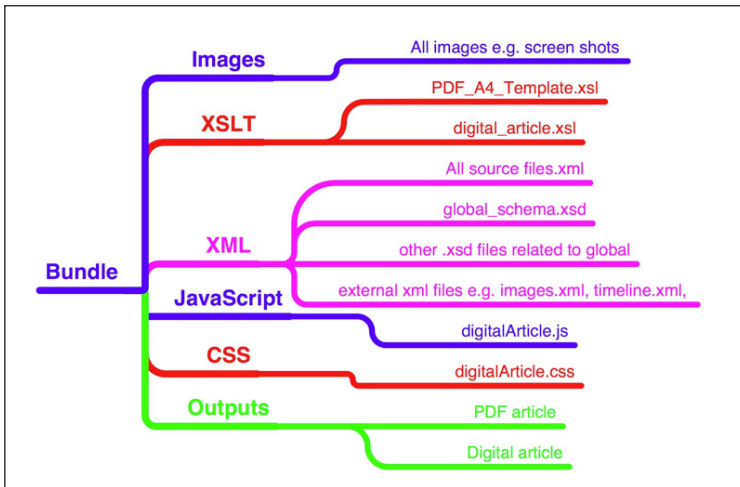 Bundle
Images
All images e.g. screen shots
XSLT
PDF_A4_Template.xsl
digital_article.xsl
XML
All source files.xml
global_schema.xsd
other .xsd files related to global
external xml files e.g. images.xml, timeline.xml,
JavaScript
digitalArticle.js
CSS
digitalArticle.css
Outputs
PDF article
Digital article